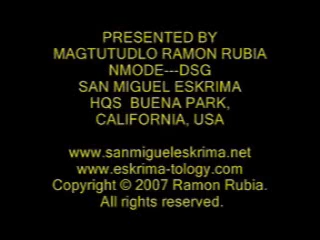 PRESENTED BY
MAGTUTUDLO RAMON RUBIA
NMODE---DSG
SAN MIGUEL ESKRIMA
HQS BUENA PARK,
CALIFORNIA, USA
www.sanmigueleskrima.net
www.eskrima-tology.com
Copyright © 2007 Ramon Rubia.
All rights reserved.